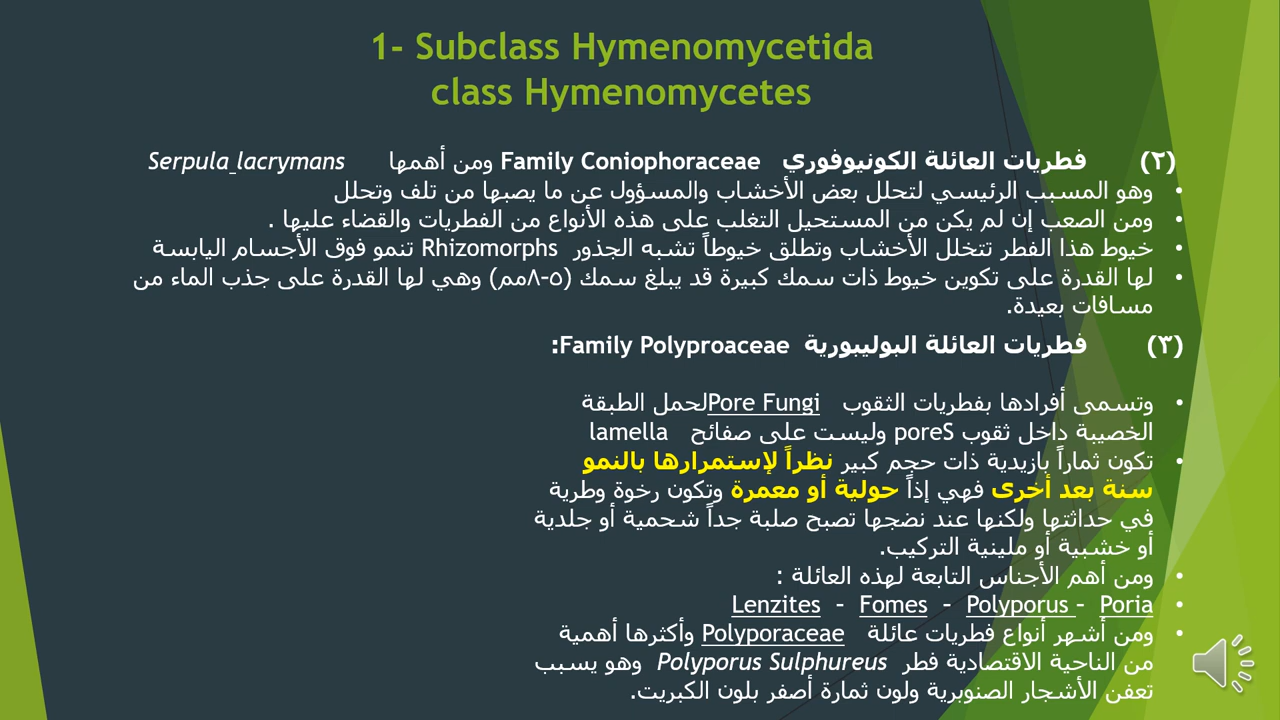 1- Subclass Hymenomycetida
class Hymenomycetes
(٢) فطريات العائلة الكونيوفوري Family Coniophoraceae ومن أهمها Serpula lacrymans
• وهو المسبب الرئيسي لتحلل بعض الأخشاب والمسؤول عن ما يصبها من تلف وتحلل
• ومن الصعب إن لم يكن من المستحيل التغلب على هذه الأنواع من الفطريات والقضاء عليها .
• خيوط هذا الفطر تتخلل الأخشاب وتطلق خيوطاً تشبه الجذور Rhizomorphs تنمو فوق الأجسام اليابسة
• لها القدرة على تكوين خيوط ذات سمك كبيرة قد يبلغ سمك (٥-٨مم) وهي لها القدرة على جذب الماء من
مسافات بعيدة.
(٣) فطريات العائلة البوليبورية Family Polyproaceae:
• وتسمى أفرادها بفطريات الثقوب Pore Fungiلحمل الطبقة
الخصيبة داخل ثقوب poreS وليست على صفائح lamella
• تكون ثماراً بازيدية ذات حجم كبير نظراً لإستمرارها بالنمو
سنة بعد أخرى فهي إذاً حولية أو معمرة وتكون رخوة وطرية
في حداثتها ولكنها عند نضجها تصبح صلبة جداً شحمية أو جلدية
أو خشبية أو ملينية التركيب.
• ومن أهم الأجناس التابعة لهذه العائلة :
• Lenzites - Fomes - Polyporus - Poria
• ومن أشهر أنواع فطريات عائلة Polyporaceae وأكثرها أهمية
من الناحية الاقتصادية فطر Polyporus Sulphureus وهو يسبب
تعفن الأشجار الصنوبرية ولون ثمارة أصفر بلون الكبريت.